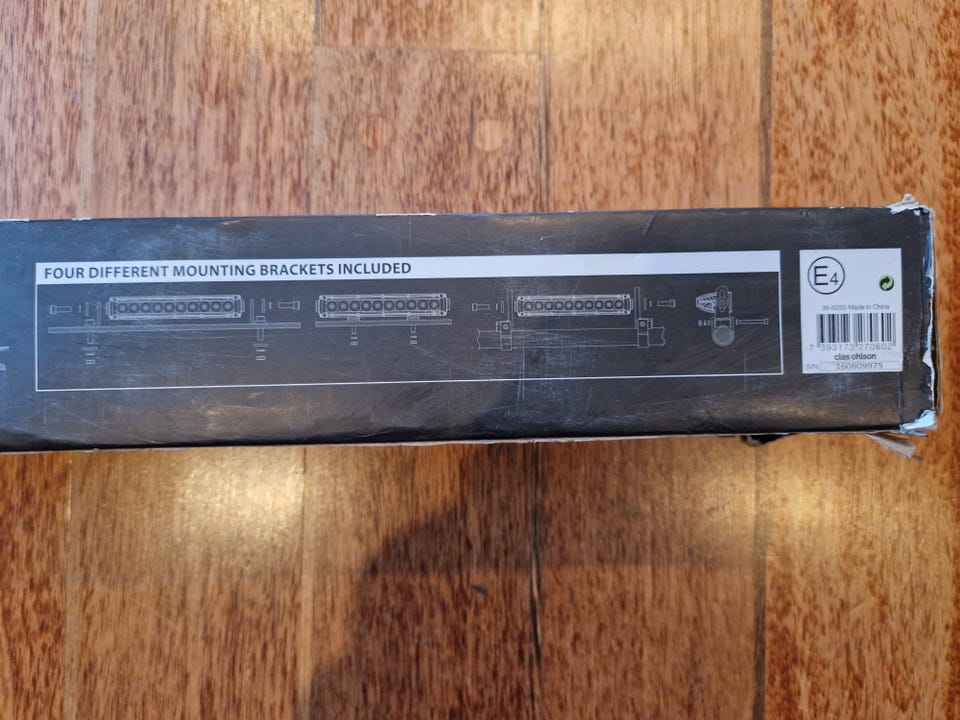 FOUR DIFFERENT MOUNTING BRACKETS INCLUDED
E4
36-6293 Made in China
7 393173 270602
clas ohlson
S/N: 160609975